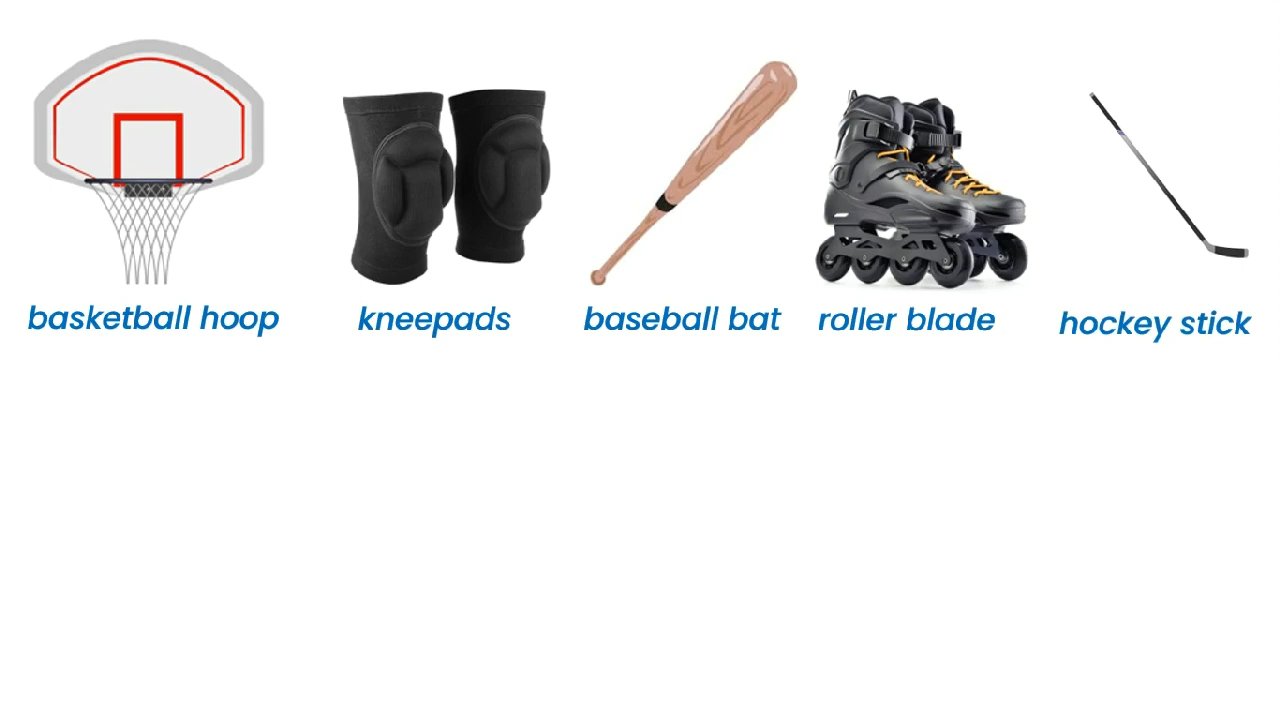 basketball hoop
kneepads
baseball bat
roller blade
hockey stick